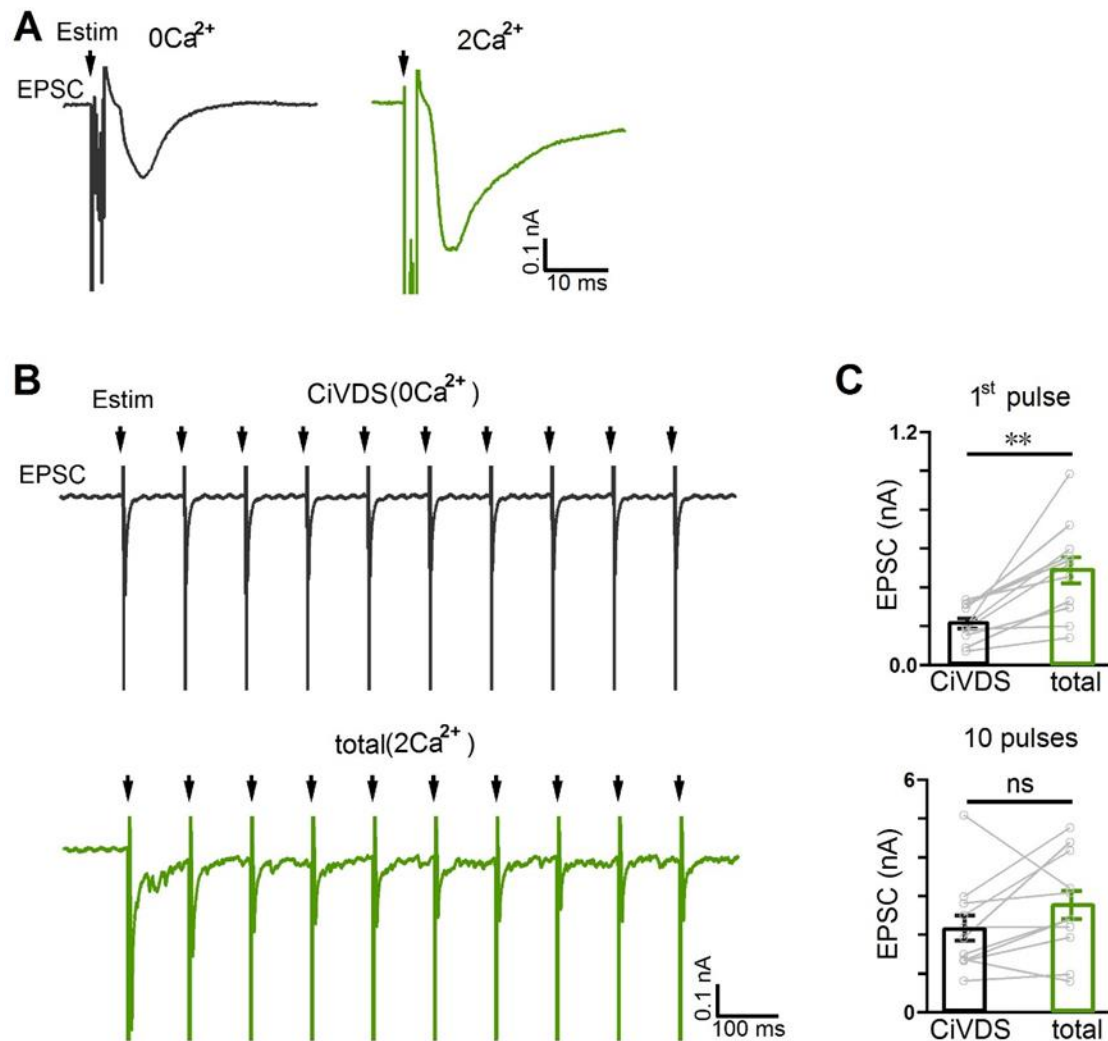 A
Estim
0Ca²⁺
2Ca²⁺
EPSC
0.1 nA
10 ms
B
CiVDS(0Ca²⁺)
Estim
EPSC
total(2Ca²⁺)
0.1 nA
100 ms
C
1ˢᵗ pulse
1.2
**
EPSC (nA)
0.0
CiVDS total
10 pulses
6
ns
EPSC (nA)
0
CiVDS total